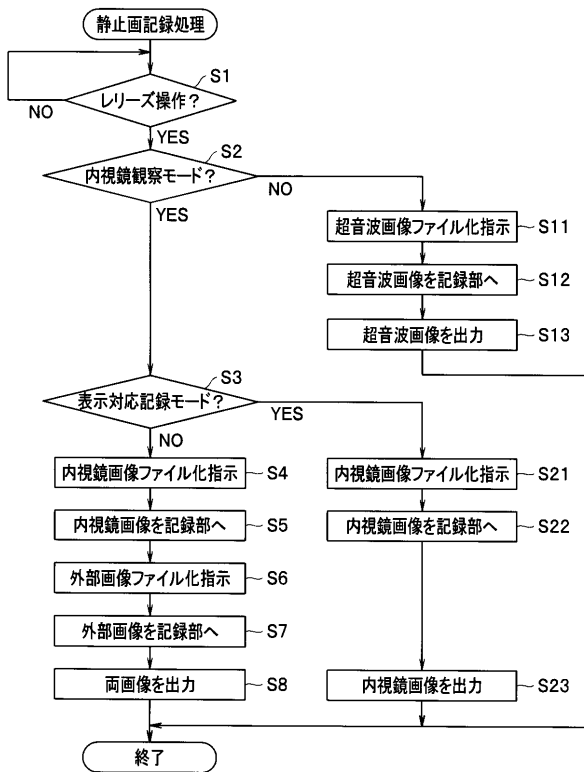 静止画記録処理
レリーズ操作?
S1
NO
YES
内視鏡観察モード?
S2
NO
YES
超音波画像ファイル化指示
S11
超音波画像を記録部へ
S12
超音波画像を出力
S13
表示対応記録モード?
S3
YES
NO
内視鏡画像ファイル化指示
S4
内視鏡画像を記録部へ
S5
外部画像ファイル化指示
S6
外部画像を記録部へ
S7
両画像を出力
S8
内視鏡画像ファイル化指示
S21
内視鏡画像を記録部へ
S22
内視鏡画像を出力
S23
終了